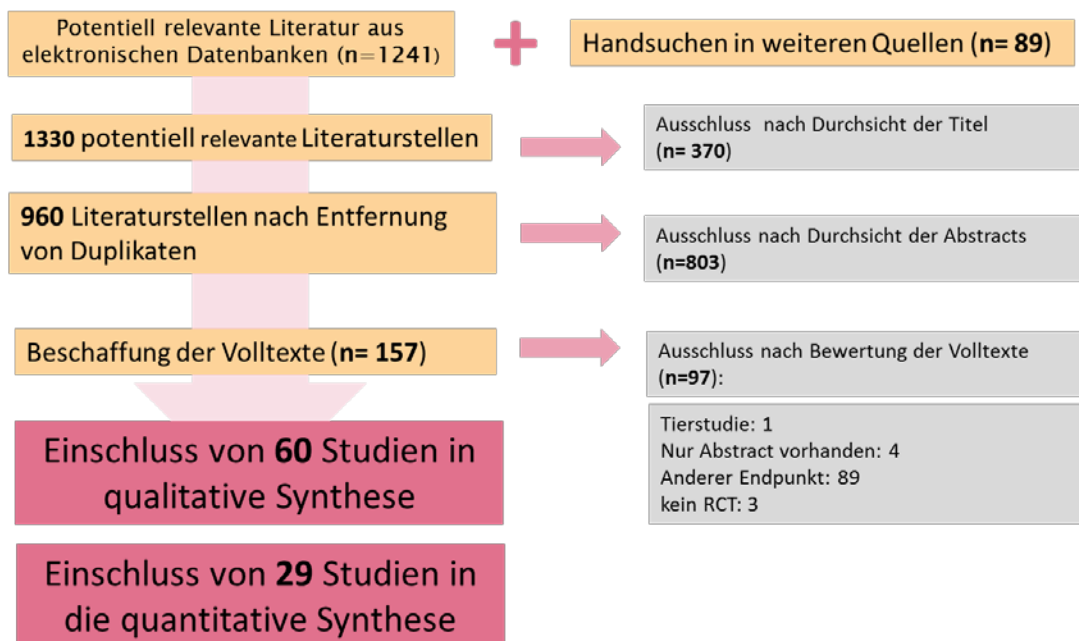 Potentiell relevante Literatur aus
elektronischen Datenbanken (n=1241)
Handsuchen in weiteren Quellen (n= 89)
1330 potentiell relevante Literaturstellen
Ausschluss nach Durchsicht der Titel
(n= 370)
960 Literaturstellen nach Entfernung
von Duplikaten
Ausschluss nach Durchsicht der Abstracts
(n=803)
Beschaffung der Volltexte (n= 157)
Ausschluss nach Bewertung der Volltexte
(n=97):
Tierstudie: 1
Nur Abstract vorhanden: 4
Anderer Endpunkt: 89
kein RCT: 3
Einschluss von 60 Studien in
qualitative Synthese
Einschluss von 29 Studien in
die quantitative Synthese